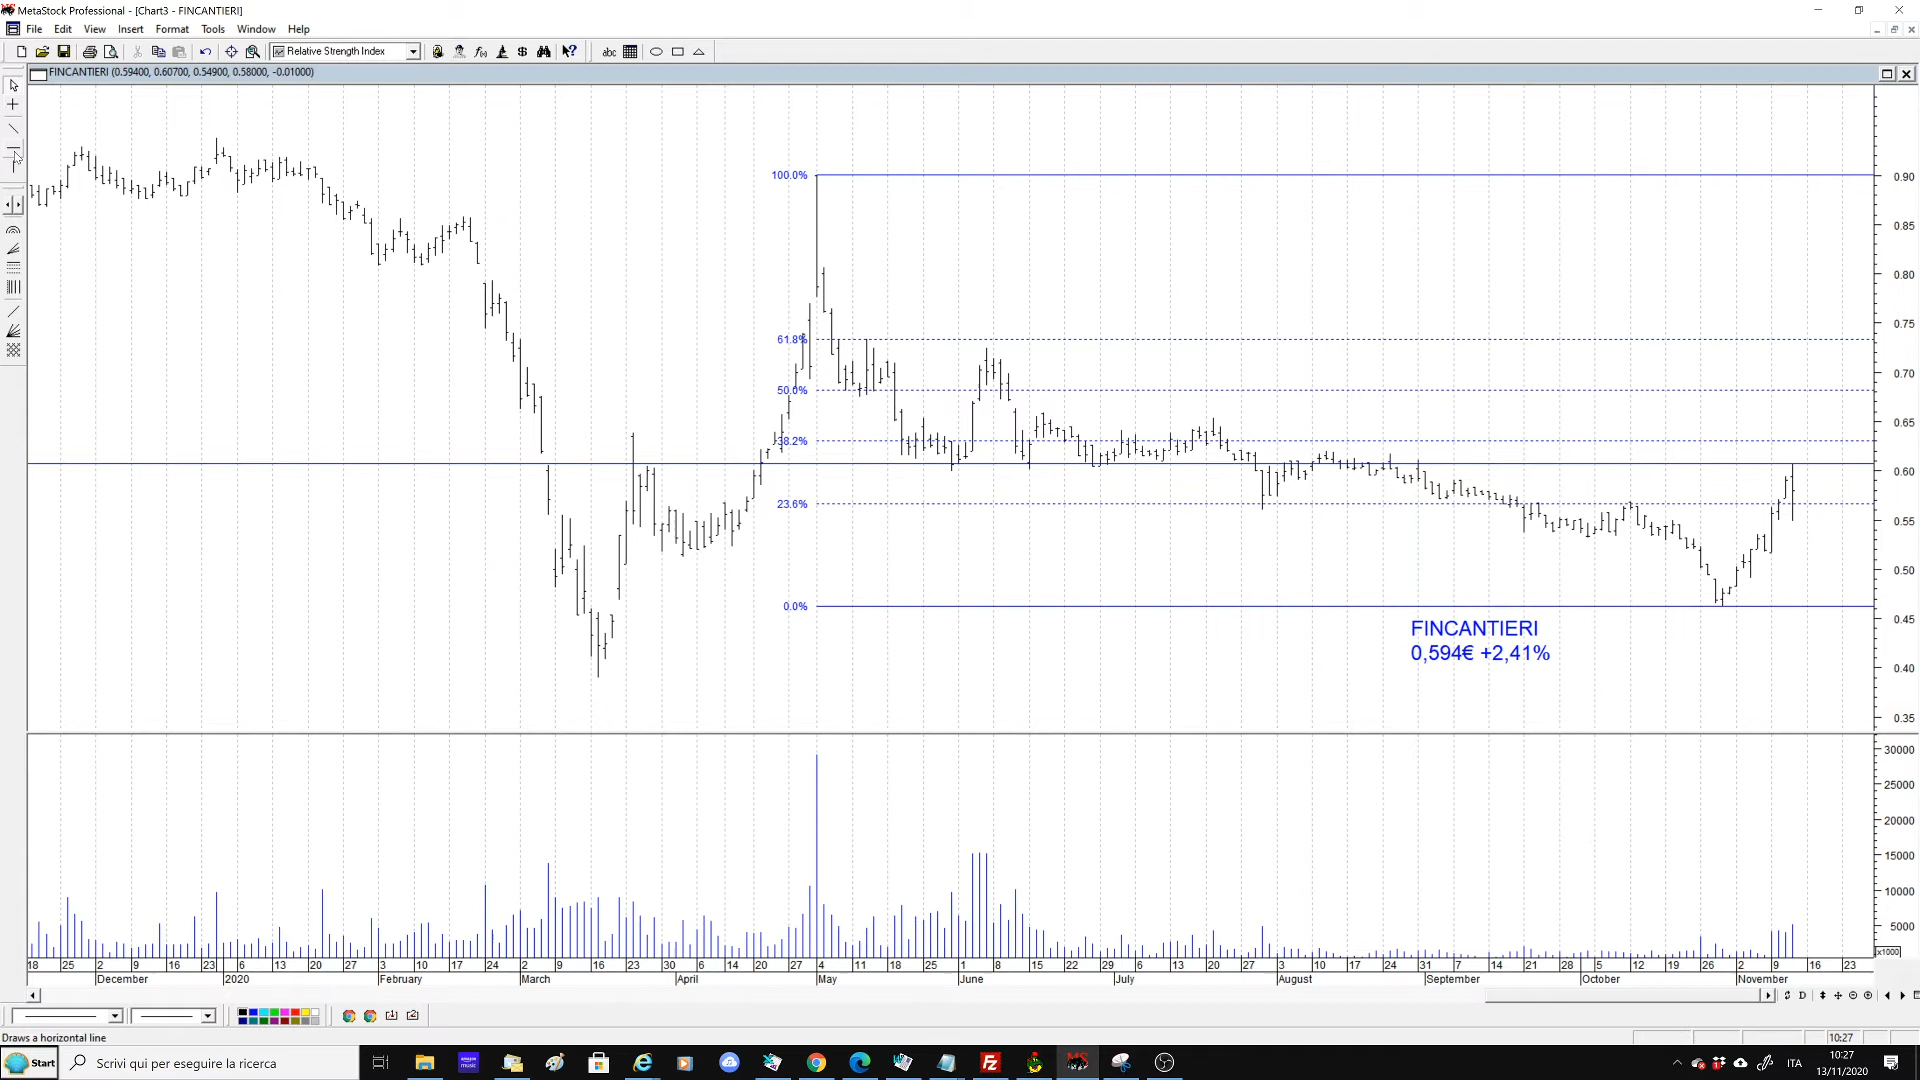 MetaStock Professional - [Chart3 - FINCANTIERI]
File Edit View Insert Format Tools Window Help
Relative Strength Index
abc
FINCANTIERI (0.59400, 0.60700, 0.54900, 0.58000, -0.01000)
100.0%
61.8%
50.0%
38.2%
23.6%
0.0%
0.90
0.85
0.80
0.75
0.70
0.65
0.60
0.55
0.50
0.45
0.40
0.35
FINCANTIERI
0,594€ +2,41%
30000
25000
20000
15000
10000
5000
x1000
18 25 2 9 16 23 6 13 20 27 3 10 17 24 2 9 16 23 30 6 14 20 27 4 11 18 25 1 8 15 22 29 6 13 20 27 3 10 17 24 31 7 14 21 28 5 12 19 26 2 9 16 23
December 2020 February March April May June July August September October November
D
Draws a horizontal line
10:27
Start
Scrivi qui per eseguire la ricerca
ITA
10:27
13/11/2020